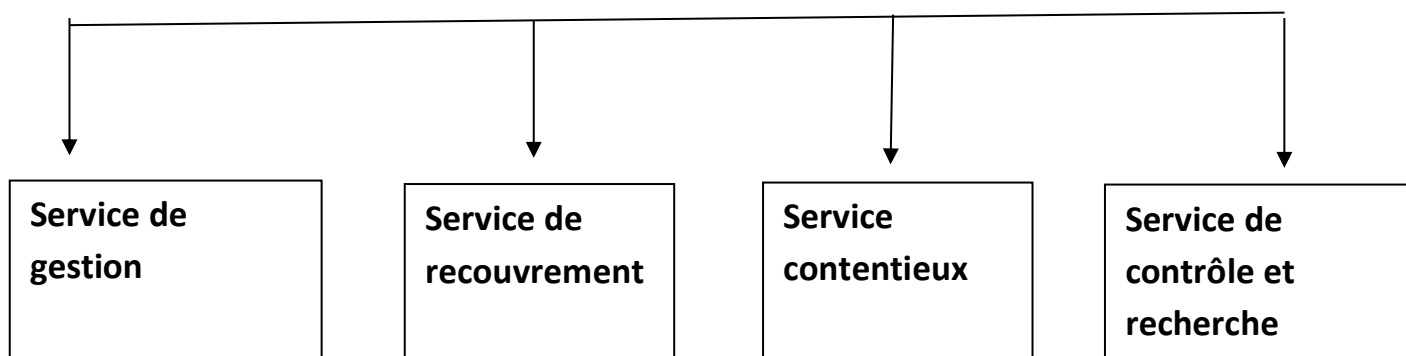 Service de
gestion
Service de
recouvrement
Service
contentieux
Service de
contrôle et
recherche